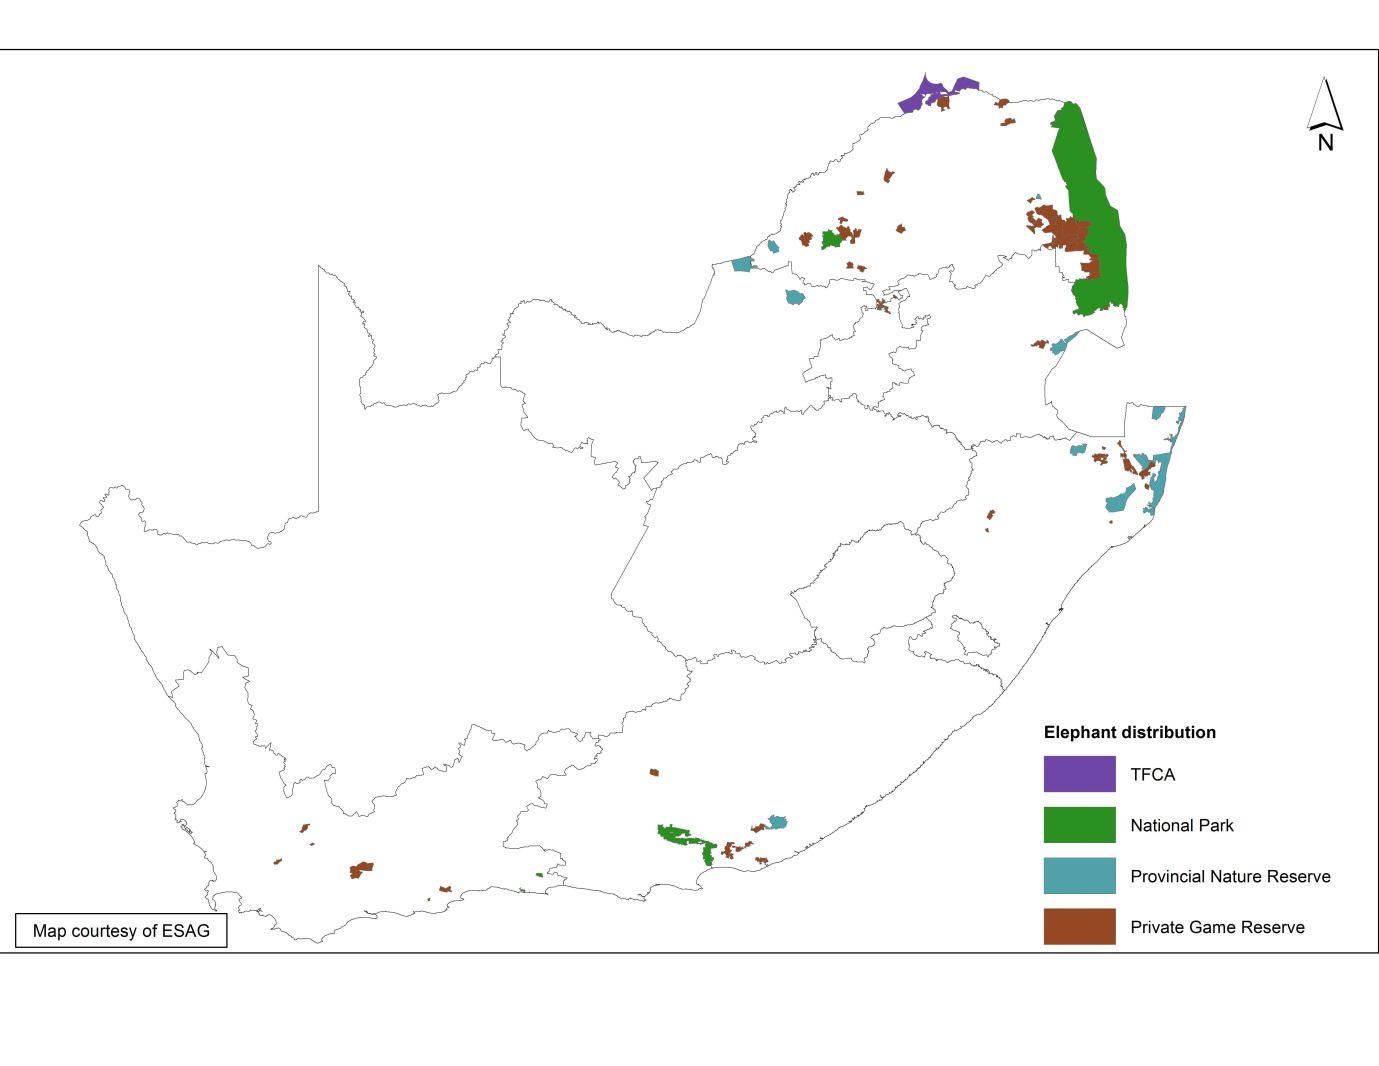 N
Elephant distribution
TFCA
National Park
Provincial Nature Reserve
Private Game Reserve
Map courtesy of ESAG